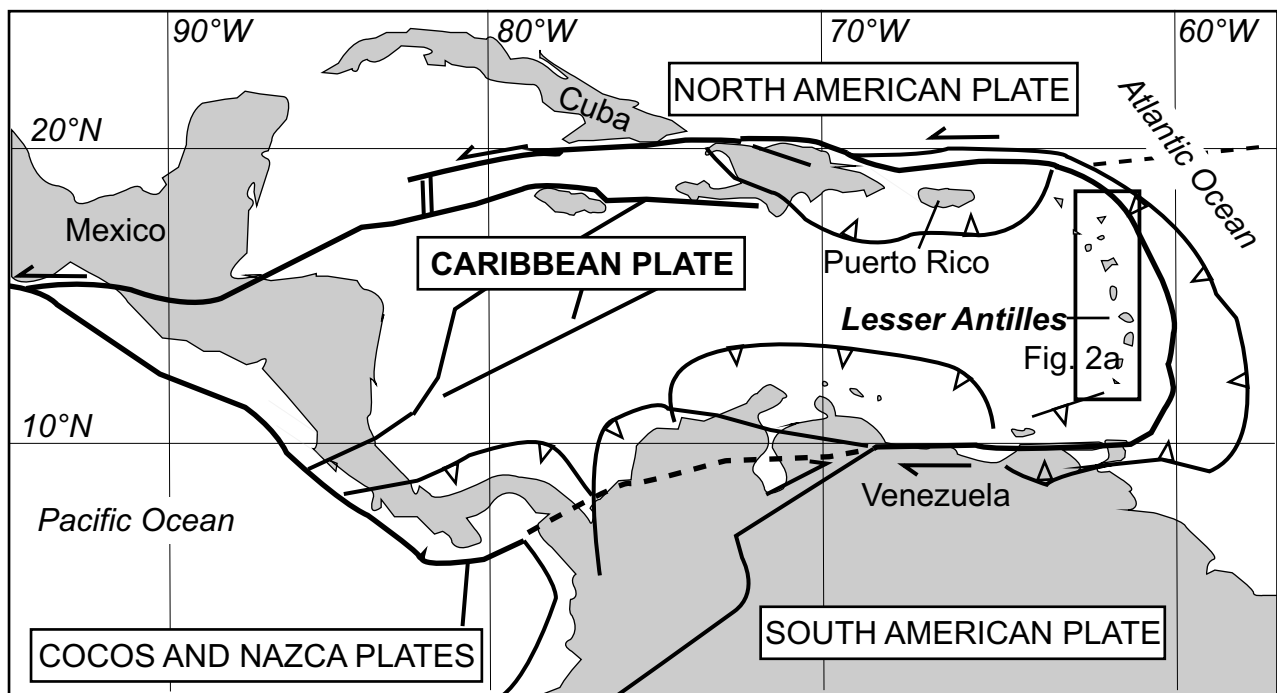 90°W
80°W
70°W
60°W
NORTH AMERICAN PLATE
Cuba
Atlantic Ocean
20°N
Mexico
CARIBBEAN PLATE
Puerto Rico
Lesser Antilles
Fig. 2a
10°N
Venezuela
Pacific Ocean
COCOS AND NAZCA PLATES
SOUTH AMERICAN PLATE